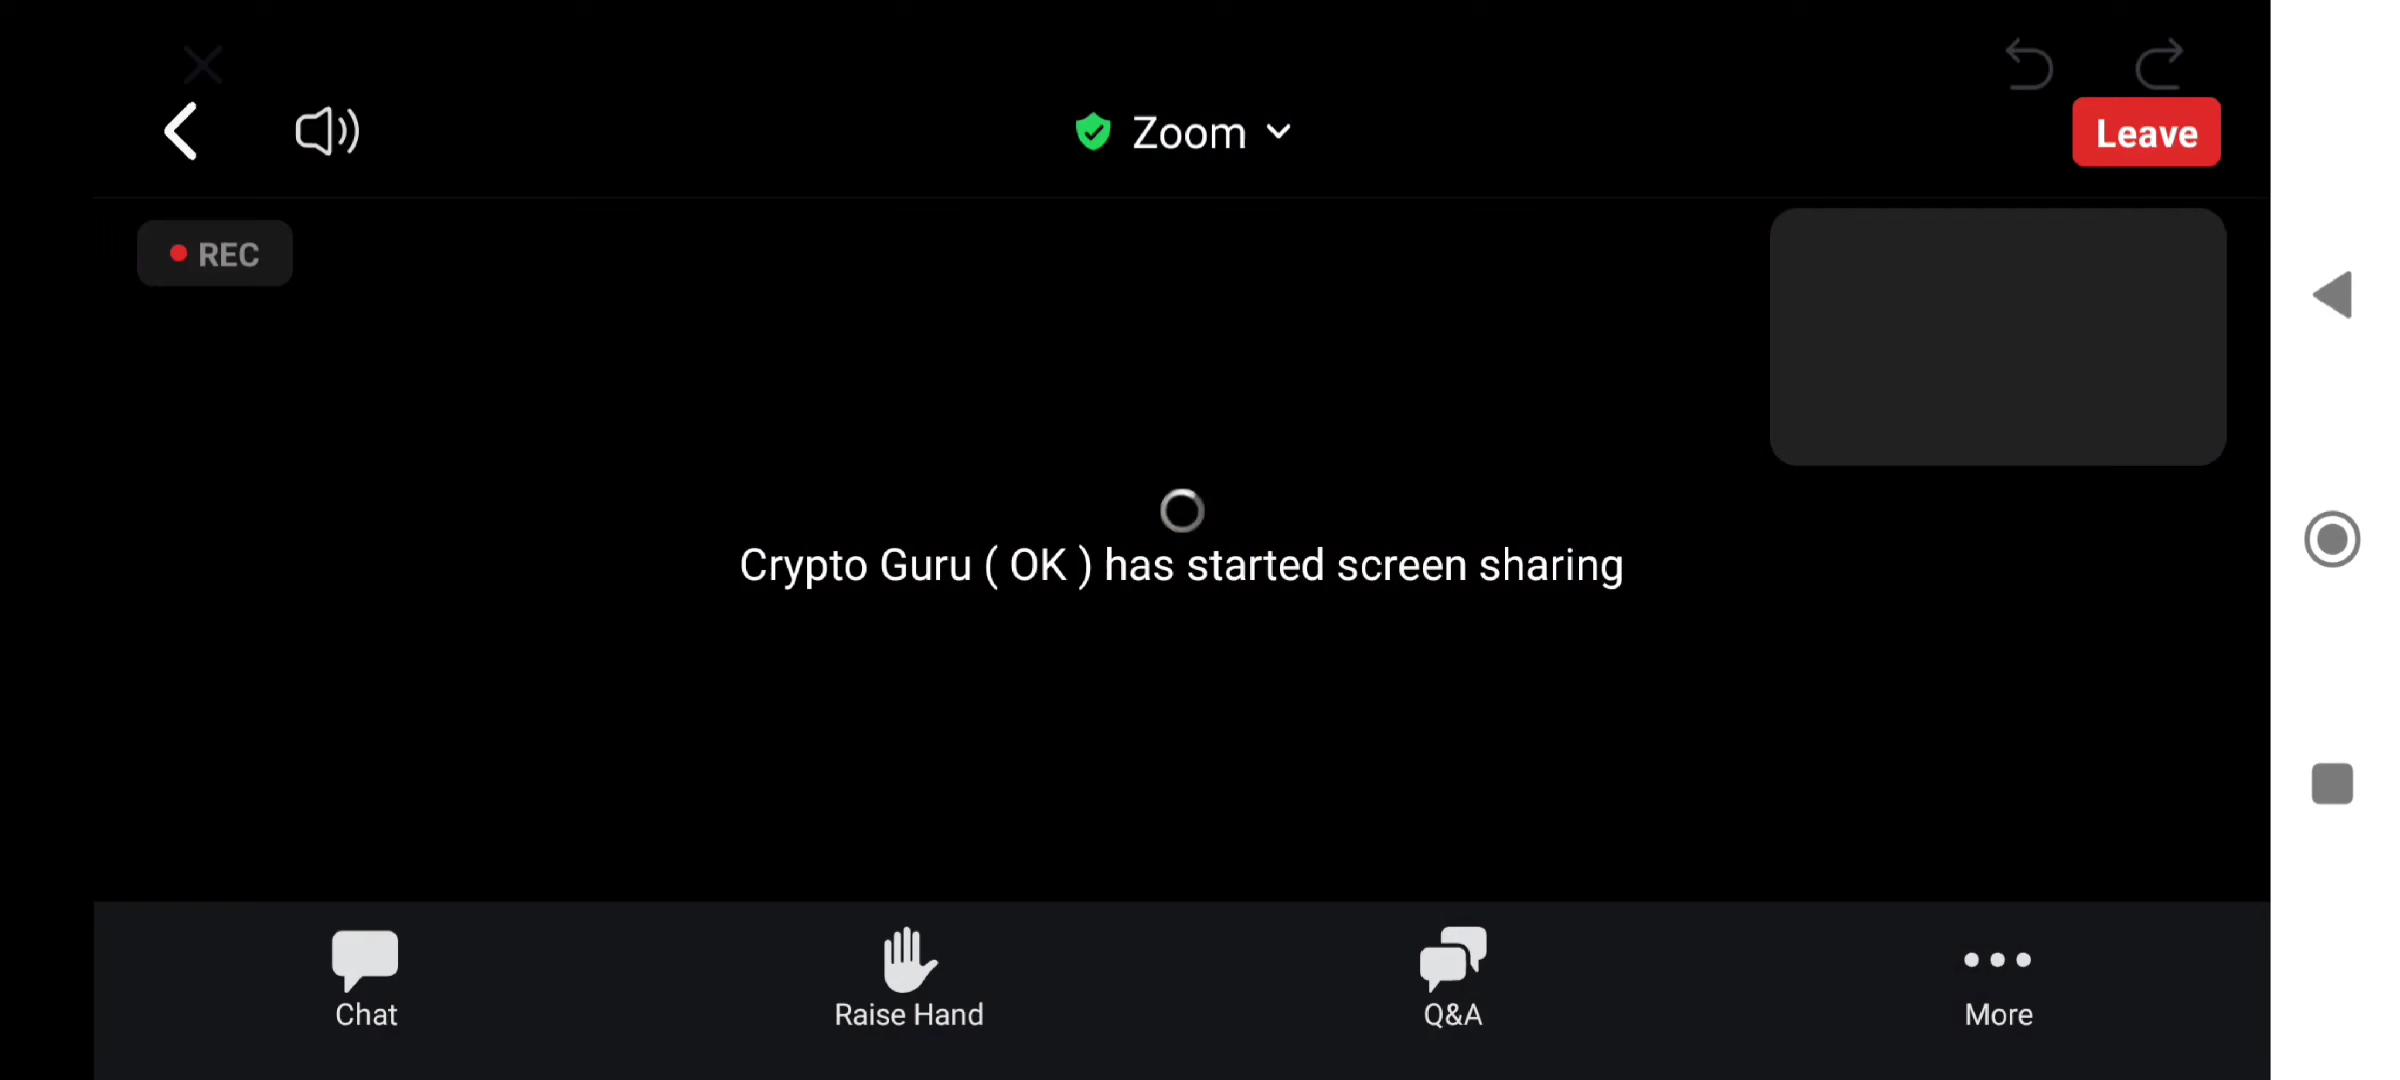 Zoom
Leave
REC
Crypto Guru ( OK ) has started screen sharing
Chat
Raise Hand
Q&A
More